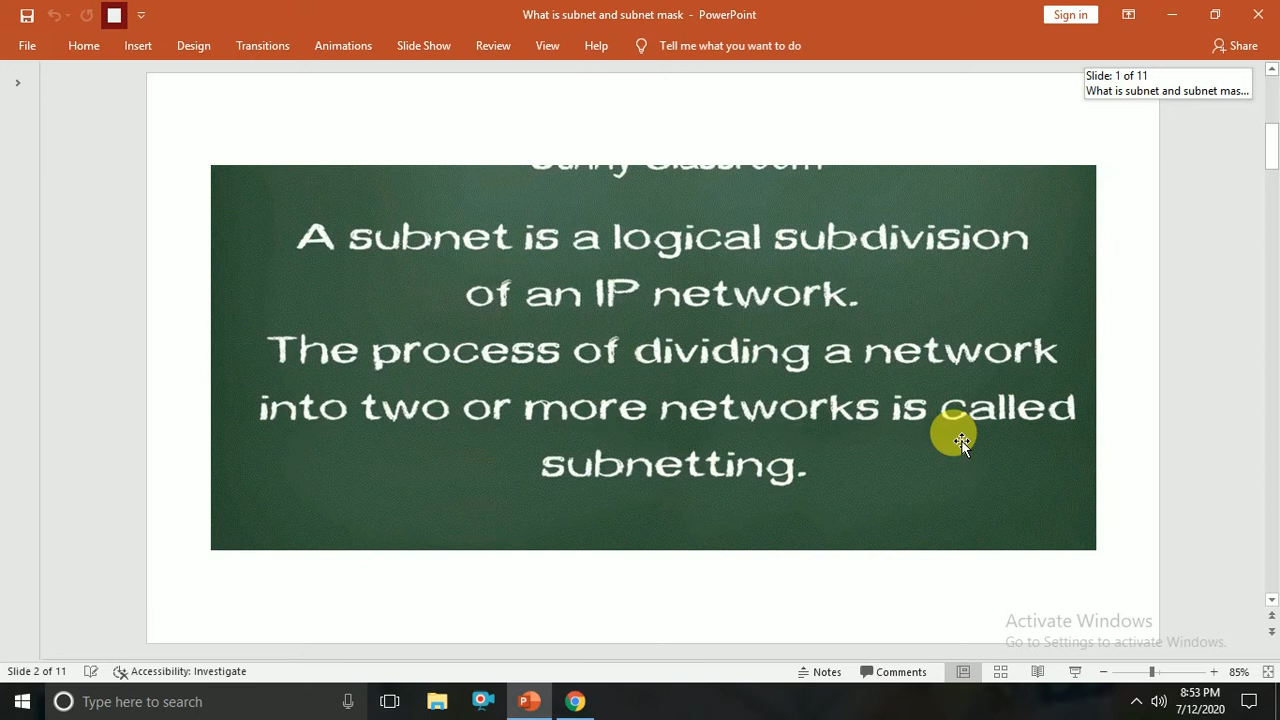 What is subnet and subnet mask - PowerPoint
Sign in
File Home Insert Design Transitions Animations Slide Show Review View Help Tell me what you want to do Share
Slide: 1 of 11
What is subnet and subnet mas...
A subnet is a logical subdivision
of an IP network.
The process of dividing a network
into two or more networks is called
subnetting.
Activate Windows
Go to Settings to activate Windows.
Slide 2 of 11 Accessibility: Investigate Notes Comments 85%
Type here to search
8:53 PM
7/12/2020